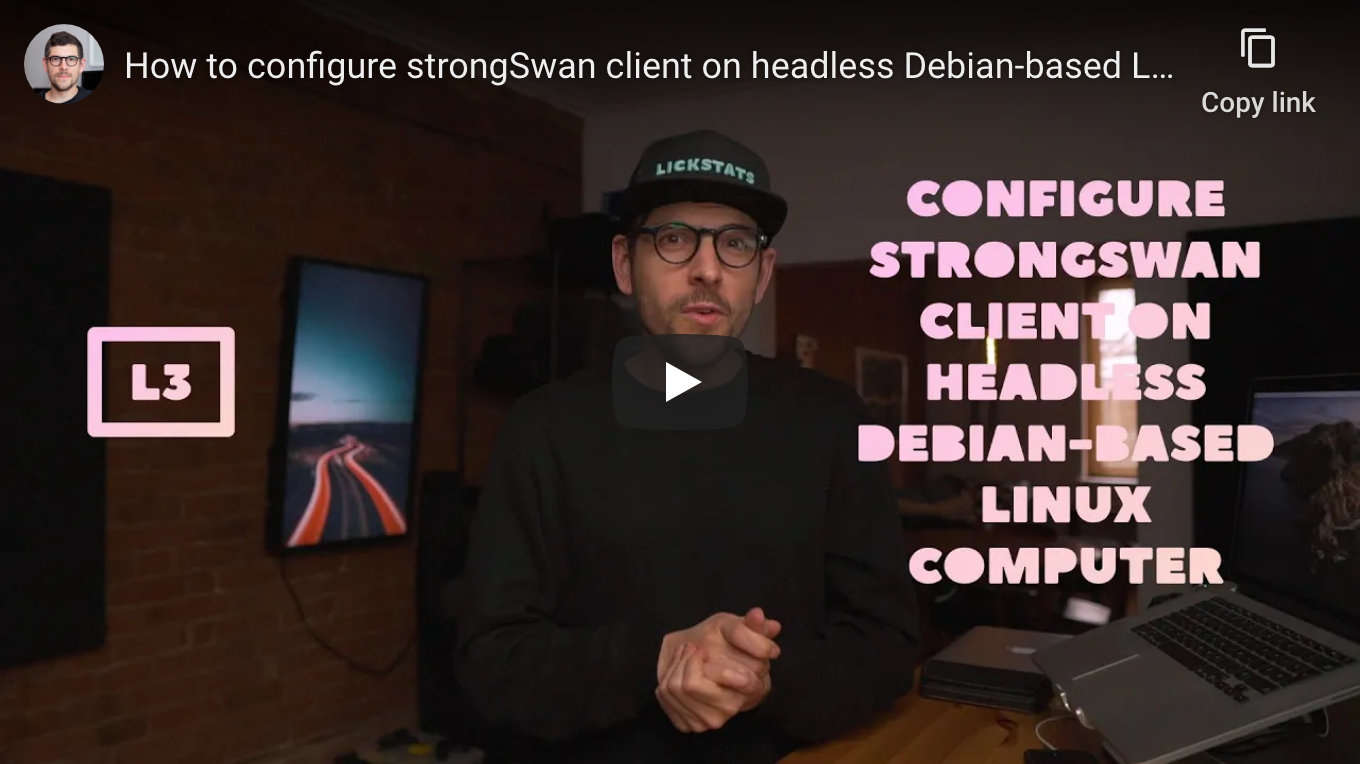 How to configure strongSwan client on headless Debian-based L…
Copy link
LICKSTATS
CONFIGURE
STRONGSWAN
CLIENT ON
HEADLESS
DEBIAN-BASED
LINUX
COMPUTER
L3